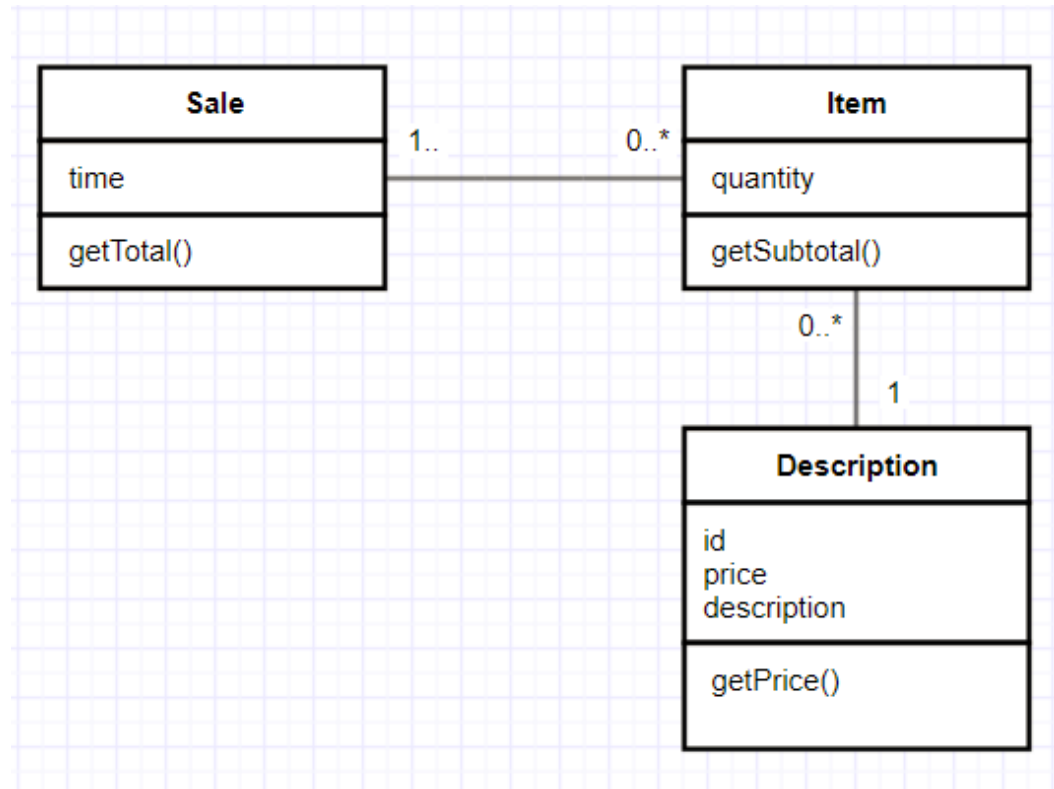 Sale
time
getTotal()
1..
0..*
Item
quantity
getSubtotal()
0..*
1
Description
id
price
description
getPrice()